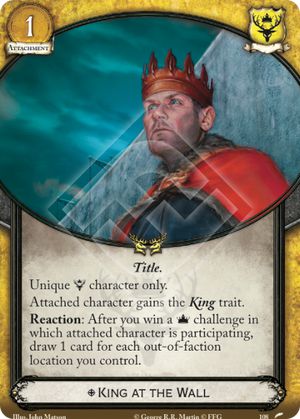 1
ATTACHMENT
Title.
Unique character only.
Attached character gains the King trait.
Reaction: After you win a challenge in
which attached character is participating,
draw 1 card for each out-of-faction
location you control.
KING AT THE WALL
Illus. John Matson
© George R.R. Martin © FFG
108